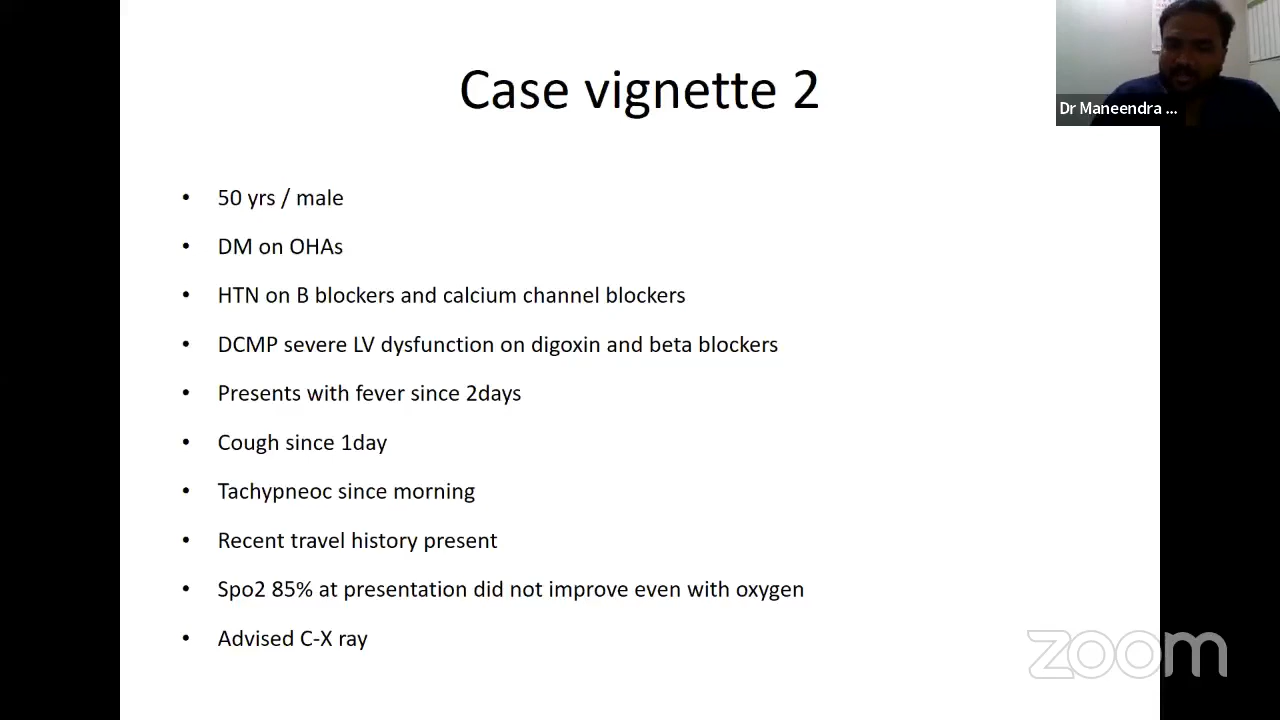 Case vignette 2
Dr Maneendra ...
• 50 yrs / male
• DM on OHAs
• HTN on B blockers and calcium channel blockers
• DCMP severe LV dysfunction on digoxin and beta blockers
• Presents with fever since 2days
• Cough since 1day
• Tachypneoc since morning
• Recent travel history present
• Spo2 85% at presentation did not improve even with oxygen
• Advised C-X ray
zoom